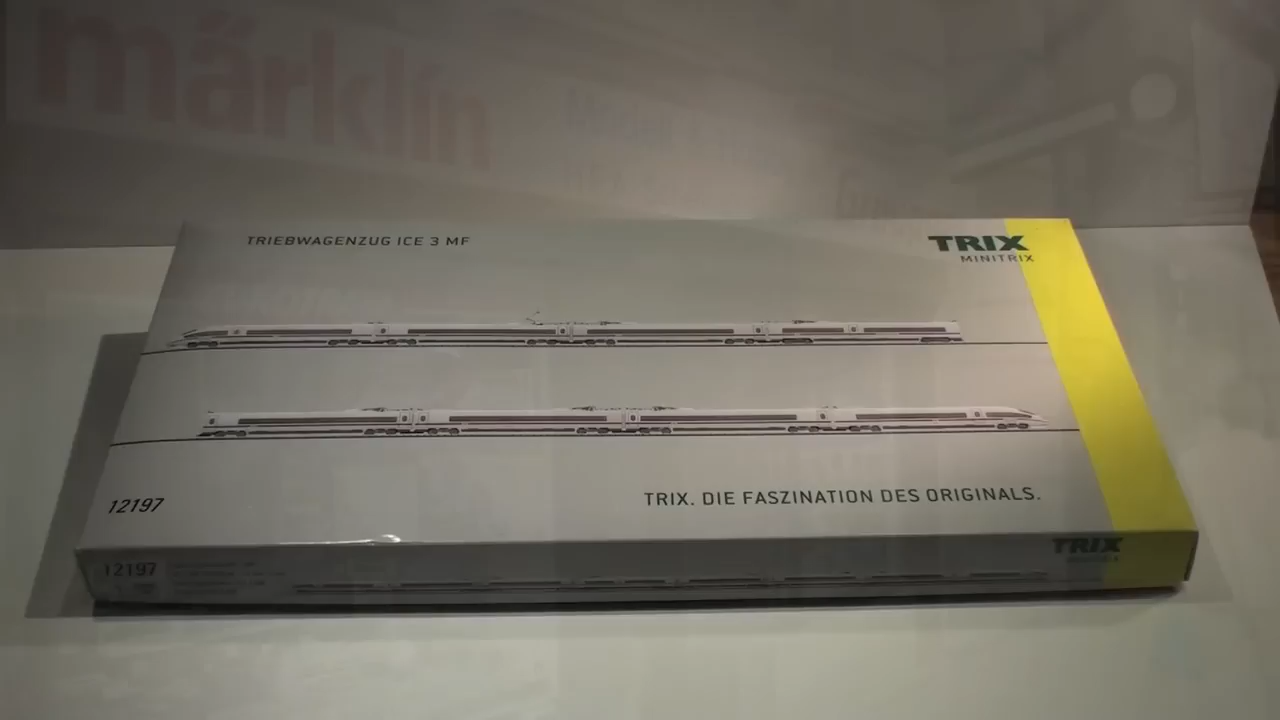 märklin
TRIEBWAGENZUG ICE 3 MF
TRIX
MINITRIX
12197
TRIX. DIE FASZINATION DES ORIGINALS.
12197
TRIX